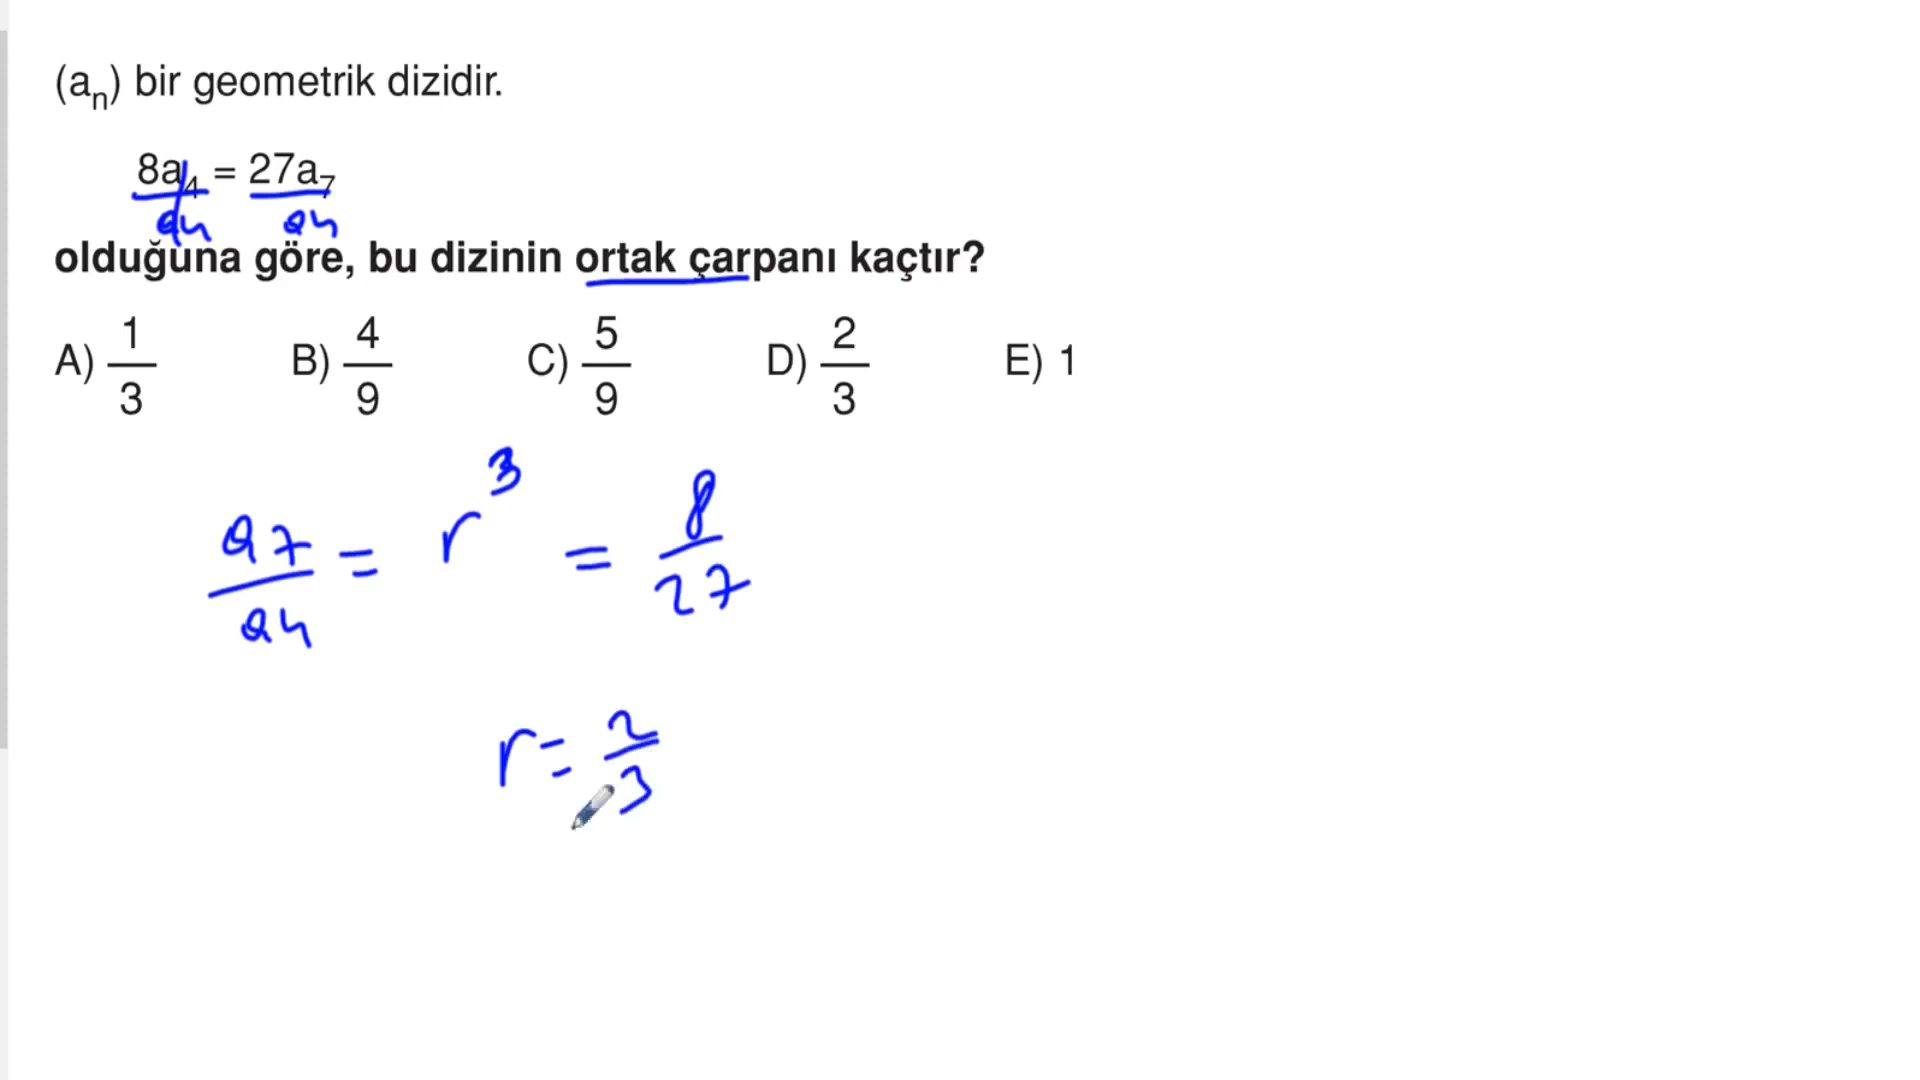 (aₙ) bir geometrik dizidir.
8a₄ = 27a₇
a4 a4
olduğuna göre, bu dizinin ortak çarpanı kaçtır?
A) 1/3 B) 4/9 C) 5/9 D) 2/3 E) 1
a7/a4 = r³ = 8/27
r = 2/3